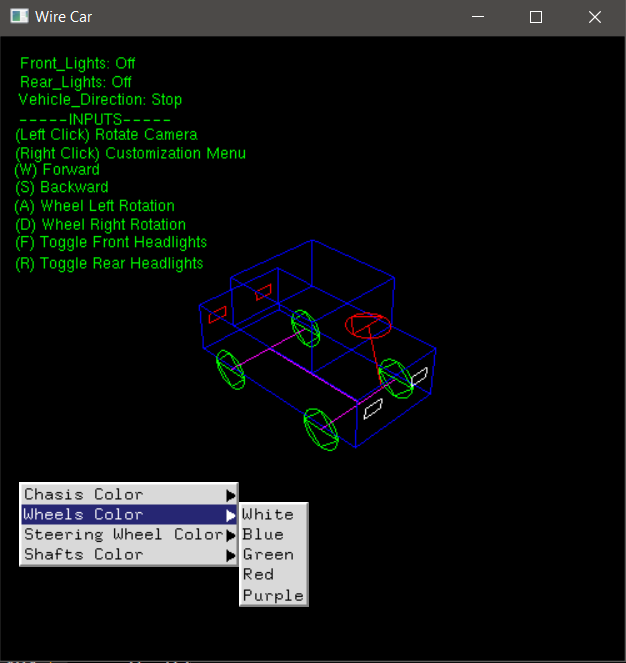 Wire Car
Front_Lights: Off
Rear_Lights: Off
Vehicle_Direction: Stop
-----INPUTS-----
(Left Click) Rotate Camera
(Right Click) Customization Menu
(W) Forward
(S) Backward
(A) Wheel Left Rotation
(D) Wheel Right Rotation
(F) Toggle Front Headlights
(R) Toggle Rear Headlights
Chasis Color
Wheels Color
Steering Wheel Color
Shafts Color
White
Blue
Green
Red
Purple